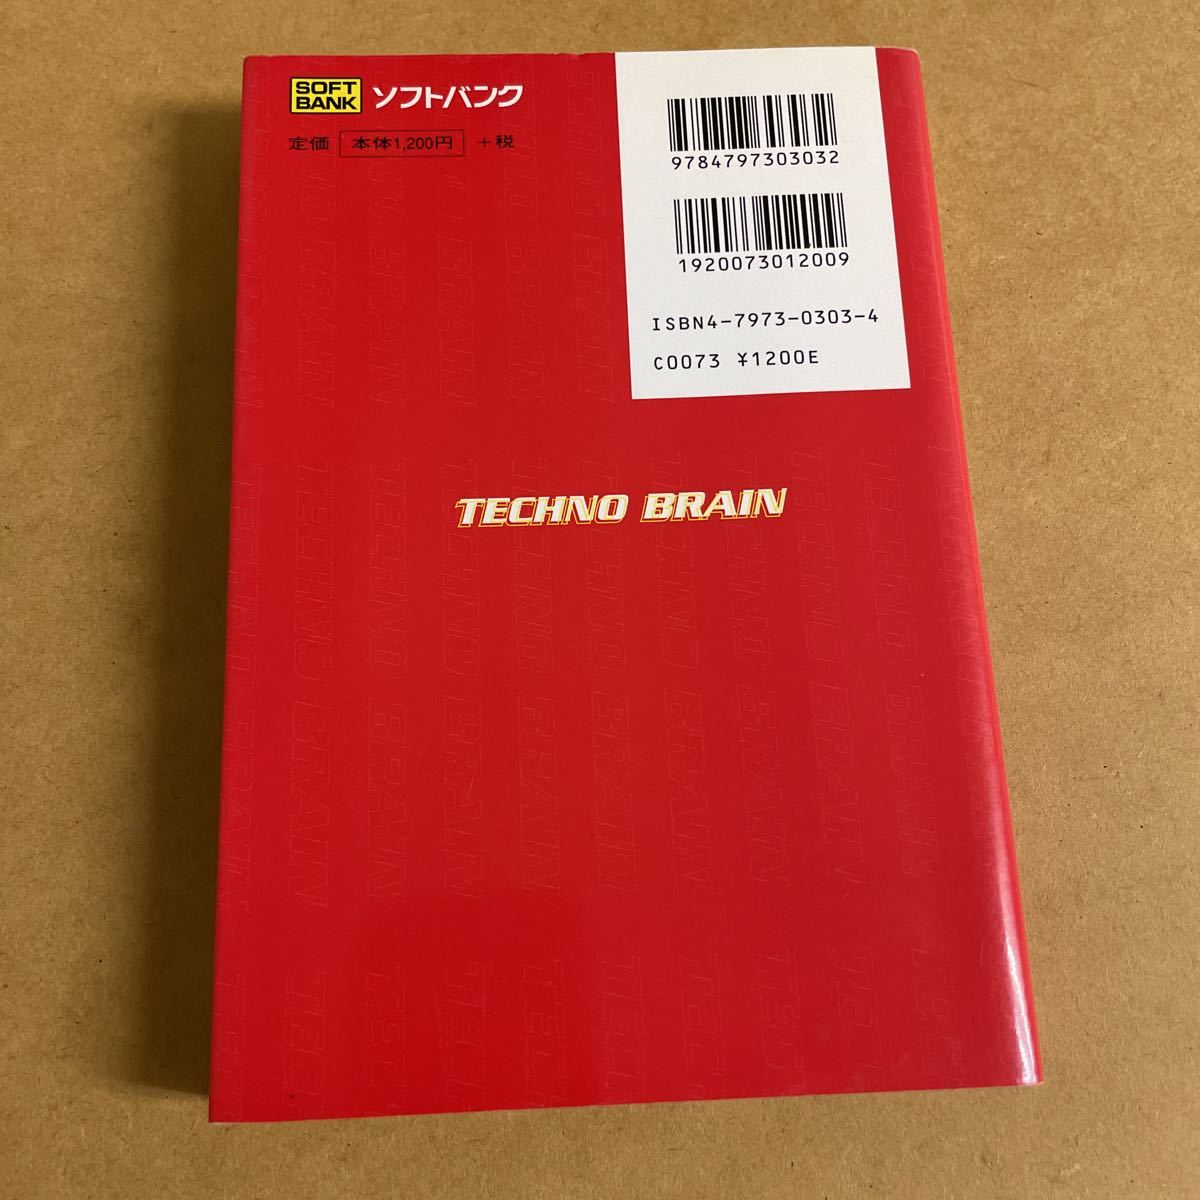 SOFT
BANK
ソフトバンク
定価 本体1,200円 +税
9784797303032
1920073012009
ISBN4-7973-0303-4
C0073 ¥1200E
TECHNO BRAIN